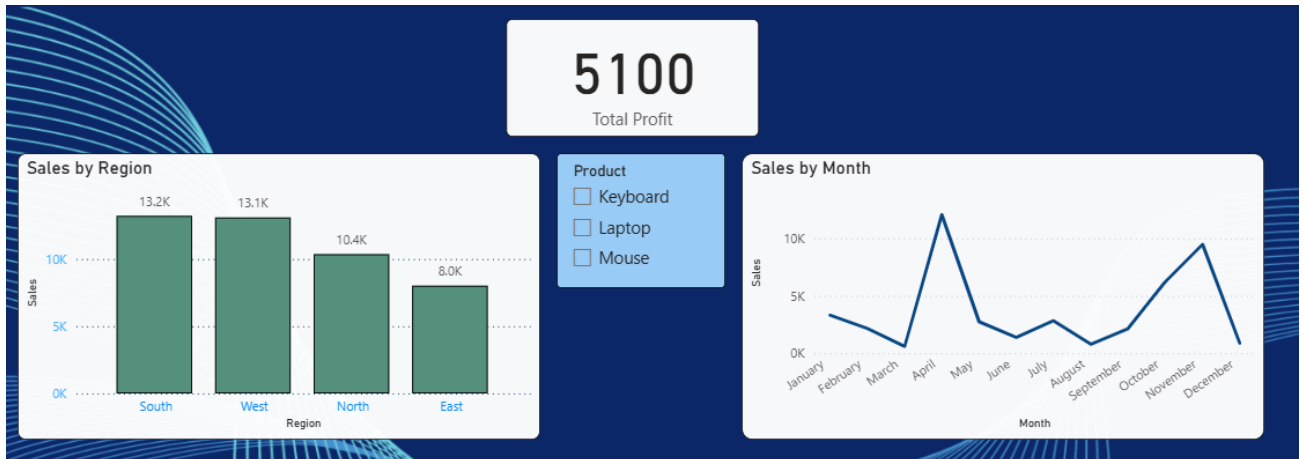 5100
Total Profit
Sales by Region
13.2K
13.1K
10.4K
8.0K
10K
5K
0K
Sales
South
West
North
East
Region
Product
Keyboard
Laptop
Mouse
Sales by Month
10K
5K
0K
Sales
January
February
March
April
May
June
July
August
September
October
November
December
Month